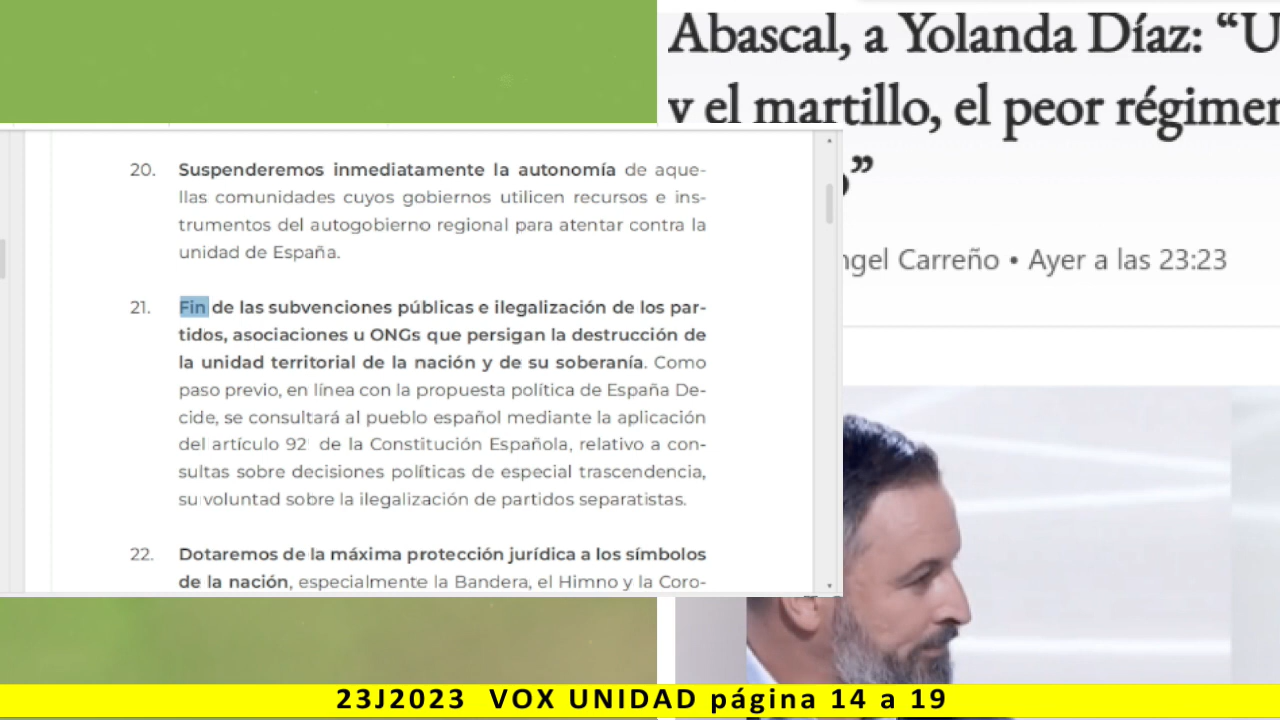 Abascal, a Yolanda Díaz: “U
y el martillo, el peor régimen
o”
ngel Carreño • Ayer a las 23:23
20. Suspenderemos inmediatamente la autonomía de aque-
llas comunidades cuyos gobiernos utilicen recursos e ins-
trumentos del autogobierno regional para atentar contra la
unidad de España.
21. Fin de las subvenciones públicas e ilegalización de los par-
tidos, asociaciones u ONGs que persigan la destrucción de
la unidad territorial de la nación y de su soberanía. Como
paso previo, en línea con la propuesta política de España De-
cide, se consultará al pueblo español mediante la aplicación
del artículo 92 de la Constitución Española, relativo a con-
sultas sobre decisiones políticas de especial trascendencia,
su voluntad sobre la ilegalización de partidos separatistas.
22. Dotaremos de la máxima protección jurídica a los símbolos
de la nación, especialmente la Bandera, el Himno y la Coro-
23J2023 VOX UNIDAD página 14 a 19